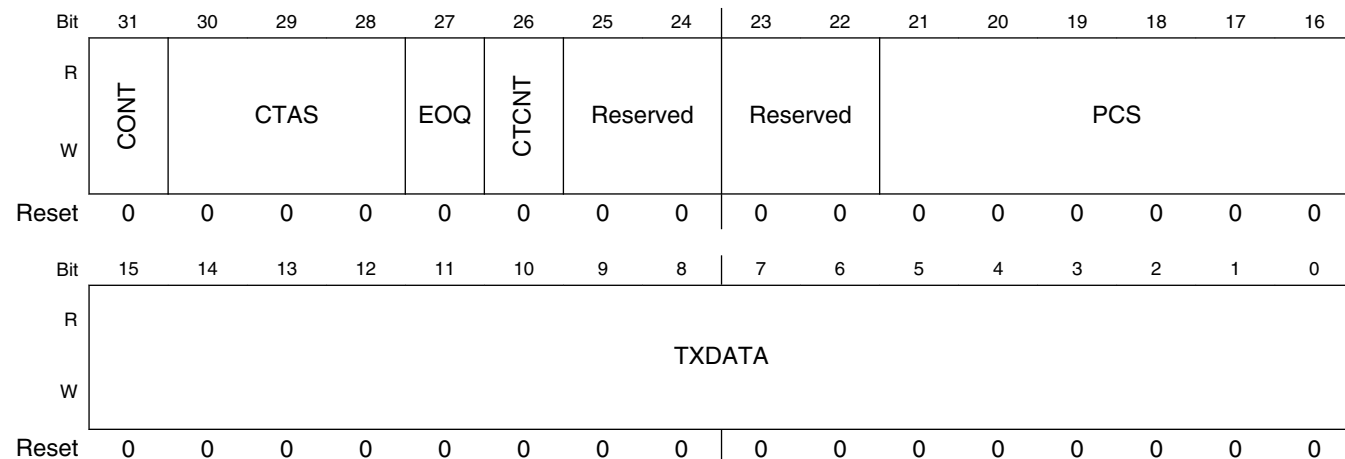 Bit 31 30 29 28 27 26 25 24 23 22 21 20 19 18 17 16
R
CONT CTAS EOQ CTCNT Reserved Reserved PCS
W
Reset 0 0 0 0 0 0 0 0 0 0 0 0 0 0 0 0
Bit 15 14 13 12 11 10 9 8 7 6 5 4 3 2 1 0
R
TXDATA
W
Reset 0 0 0 0 0 0 0 0 0 0 0 0 0 0 0 0